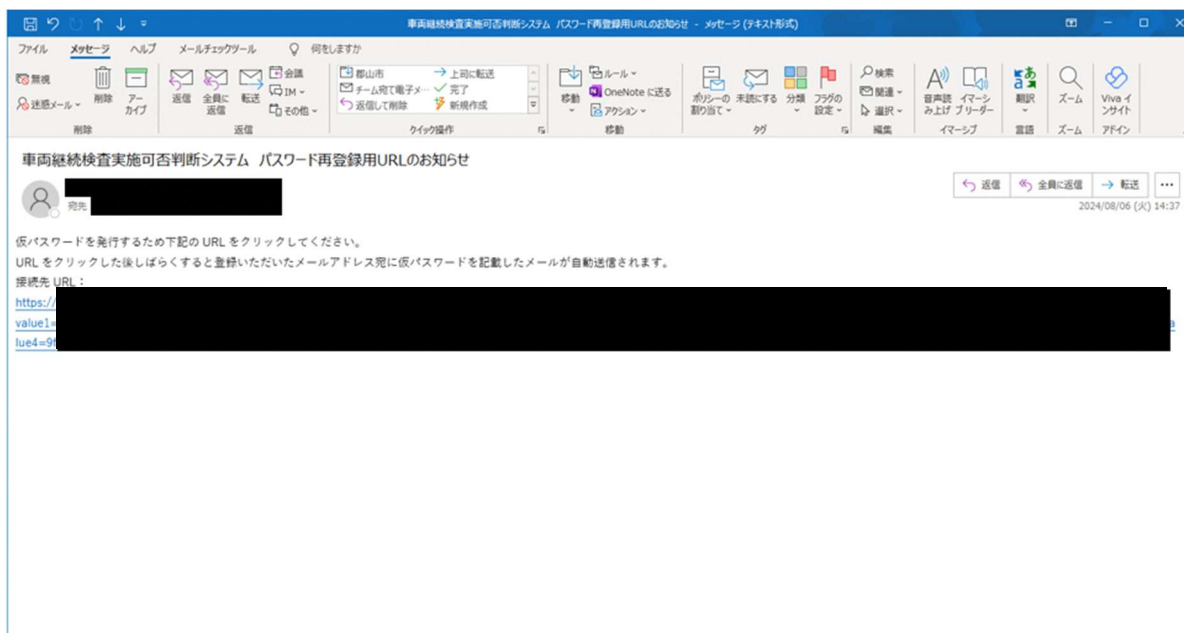 車両継続検査実施可否判断システム パスワード再登録用URLのお知らせ - メッセージ (テキスト形式)
ファイル メッセージ ヘルプ メールチェックツール 何をしますか
無視
迷惑メール
削除
アーカイブ
削除
返信
全員に返信
転送
会議
IM
その他
返信
郡山市
チーム宛て電子メ…
返信して削除
上司に転送
完了
新規作成
クイック操作
移動
ルール
OneNote に送る
アクション
移動
ポリシーの割り当て
未読にする
分類
フラグの設定
タグ
検索
関連
選択
編集
音声読み上げ
イマーシブ リーダー
イマーシブ
翻訳
言語
ズーム
ズーム
Viva インサイト
アドイン
車両継続検査実施可否判断システム パスワード再登録用URLのお知らせ
宛先
返信 全員に返信 転送
2024/08/06 (火) 14:37
仮パスワードを発行するため下記の URL をクリックしてください。
URL をクリックした後しばらくすると登録いただいたメールアドレス宛に仮パスワードを記載したメールが自動送信されます。
接続先 URL：
https://
value1=
a
lue4=9f